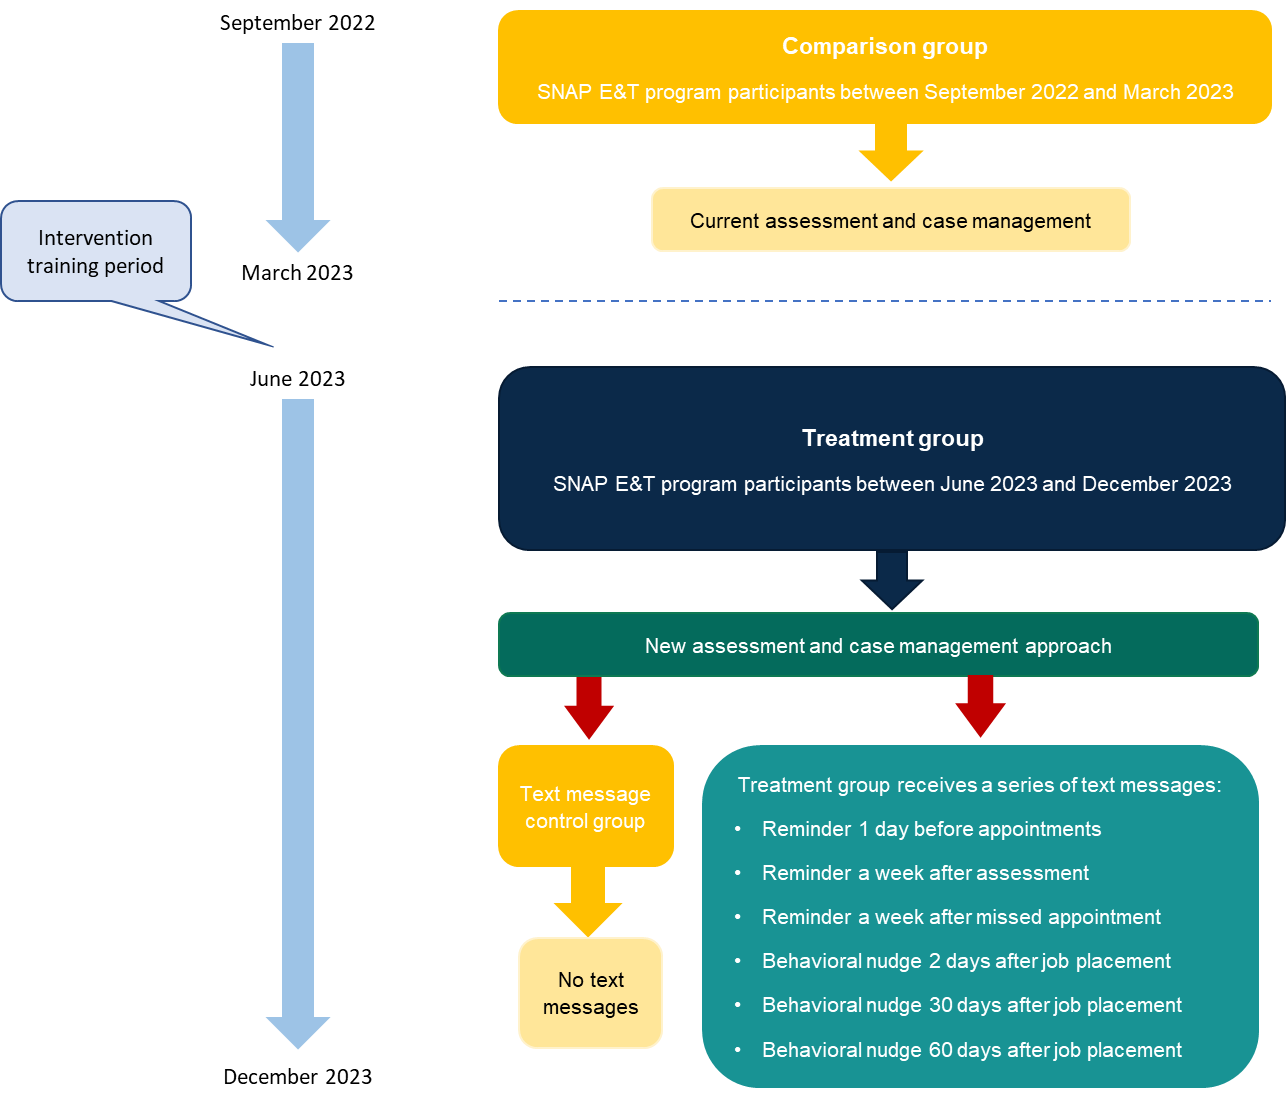 September 2022
Comparison group
SNAP E&T program participants between September 2022 and March 2023
Current assessment and case management
Intervention
training period
March 2023
June 2023
Treatment group
SNAP E&T program participants between June 2023 and December 2023
New assessment and case management approach
Text message
control group
No text
messages
Treatment group receives a series of text messages:
• Reminder 1 day before appointments
• Reminder a week after assessment
• Reminder a week after missed appointment
• Behavioral nudge 2 days after job placement
• Behavioral nudge 30 days after job placement
• Behavioral nudge 60 days after job placement
December 2023